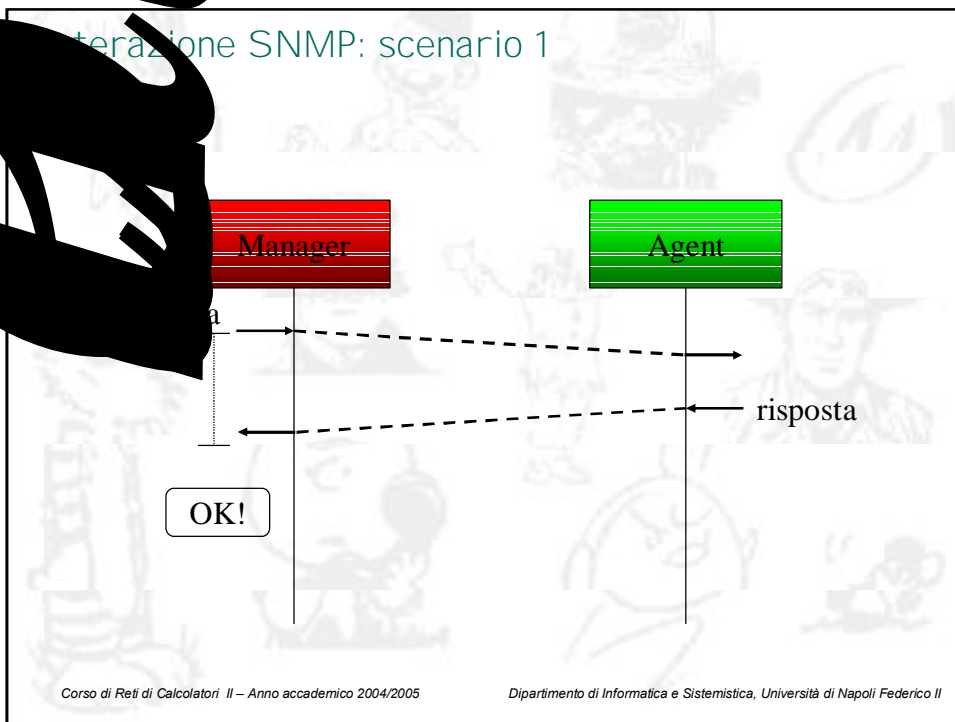 terazione SNMP: scenario 1
Manager
Agent
a
risposta
OK!
Corso di Reti di Calcolatori II – Anno accademico 2004/2005
Dipartimento di Informatica e Sistemistica, Università di Napoli Federico II